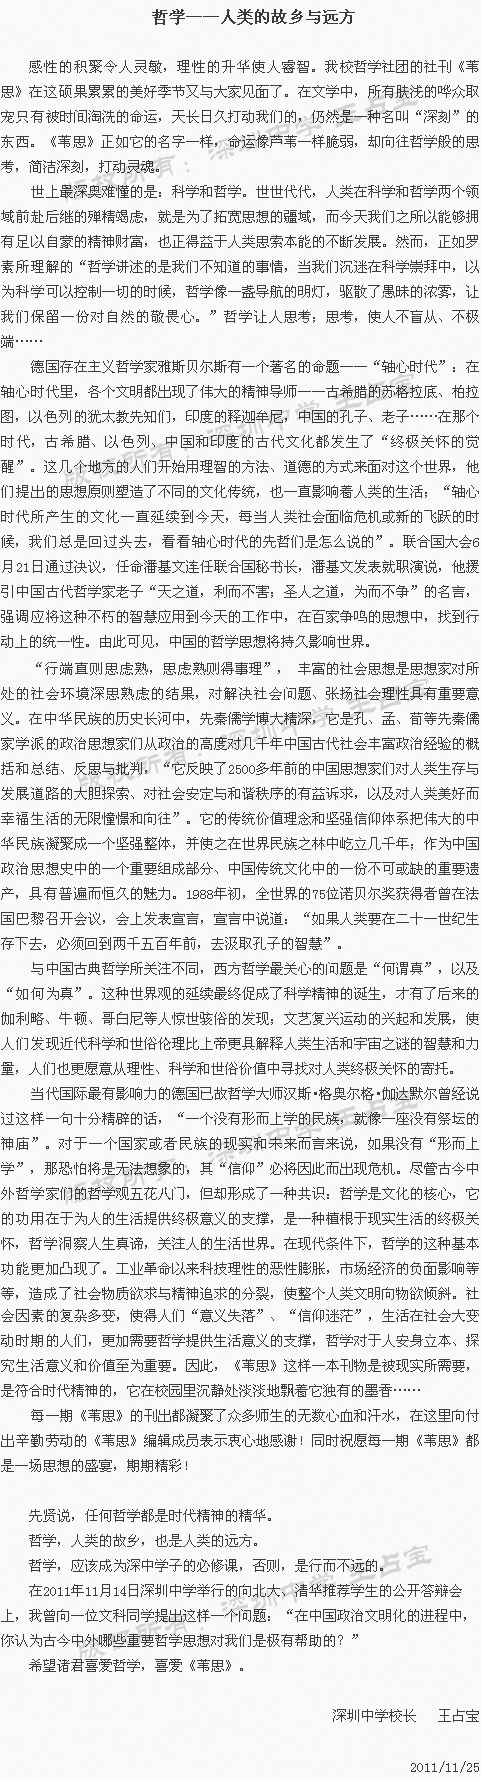 哲学——人类的故乡与远方
感性的积聚令人灵敏，理性的升华使人睿智。我校哲学社团的社刊《苇
思》在这硕果累累的美好季节又与大家见面了。在文学中，所有肤浅的哗众取
宠只有被时间淘洗的命运，天长日久打动我们的，仍然是一种名叫“深刻”的
东西。《苇思》正如它的名字一样，命运像芦苇一样脆弱，却向往哲学般的思
考，简洁深刻，打动灵魂。
世上最深奥难懂的是：科学和哲学。世世代代，人类在科学和哲学两个领
域前赴后继的殚精竭虑，就是为了拓宽思想的疆域，而今天我们之所以能够拥
有足以自豪的精神财富，也正得益于人类思索本能的不断发展。然而，正如罗
素所理解的“哲学讲述的是我们不知道的事情，当我们沉迷在科学崇拜中，以
为科学可以控制一切的时候，哲学像一盏导航的明灯，驱散了愚昧的浓雾，让
我们保留一份对自然的敬畏心。”哲学让人思考；思考，使人不盲从、不极
端……
德国存在主义哲学家雅斯贝尔斯有一个著名的命题——“轴心时代”：在
轴心时代里，各个文明都出现了伟大的精神导师——古希腊的苏格拉底、柏拉
图，以色列的犹太教先知们，印度的释迦牟尼，中国的孔子、老子……在那个
时代，古希腊、以色列、中国和印度的古代文化都发生了“终极关怀的觉
醒”。这几个地方的人们开始用理智的方法、道德的方式来面对这个世界，他
们提出的思想原则塑造了不同的文化传统，也一直影响着人类的生活；“轴心
时代所产生的文化一直延续到今天，每当人类社会面临危机或新的飞跃的时
候，我们总是回过头去，看看轴心时代的先哲们是怎么说的”。联合国大会6
月21日通过决议，任命潘基文连任联合国秘书长，潘基文发表就职演说，他援
引中国古代哲学家老子“天之道，利而不害；圣人之道，为而不争”的名言，
强调应将这种不朽的智慧应用到今天的工作中，在百家争鸣的思想中，找到行
动上的统一性。由此可见，中国的哲学思想将持久影响世界。
“行端直则思虑熟，思虑熟则得事理”， 丰富的社会思想是思想家对所
处的社会环境深思熟虑的结果，对解决社会问题、张扬社会理性具有重要意
义。在中华民族的历史长河中，先秦儒学博大精深，它是孔、孟、荀等先秦儒
家学派的政治思想家们从政治的高度对几千年中国古代社会丰富政治经验的概
括和总结、反思与批判，“它反映了2500多年前的中国思想家们对人类生存与
发展道路的大胆探索、对社会安定与和谐秩序的有益诉求，以及对人类美好而
幸福生活的无限憧憬和向往”。它的传统价值理念和坚强信仰体系把伟大的中
华民族凝聚成一个坚强整体，并使之在世界民族之林中屹立几千年；作为中国
政治思想史中的一个重要组成部分、中国传统文化中的一份不可或缺的重要遗
产，具有普遍而恒久的魅力。1988年初，全世界的75位诺贝尔奖获得者曾在法
国巴黎召开会议，会上发表宣言，宣言中说道：“如果人类要在二十一世纪生
存下去，必须回到两千五百年前，去汲取孔子的智慧”。
与中国古典哲学所关注不同，西方哲学最关心的问题是“何谓真”，以及
“如何为真”。这种世界观的延续最终促成了科学精神的诞生，才有了后来的
伽利略、牛顿、哥白尼等人惊世骇俗的发现；文艺复兴运动的兴起和发展，使
人们发现近代科学和世俗伦理比上帝更具解释人类生活和宇宙之谜的智慧和力
量，人们也更愿意从理性、科学和世俗价值中寻找对人类终极关怀的寄托。
当代国际最有影响力的德国已故哲学大师汉斯·格奥尔格·伽达默尔曾经说
过这样一句十分精辟的话，“一个没有形而上学的民族，就像一座没有祭坛的
神庙”。对于一个国家或者民族的现实和未来而言来说，如果没有“形而上
学”，那恐怕将是无法想象的，其“信仰”必将因此而出现危机。尽管古今中
外哲学家们的哲学观五花八门，但却形成了一种共识：哲学是文化的核心，它
的功用在于为人的生活提供终极意义的支撑，是一种植根于现实生活的终极关
怀，哲学洞察人生真谛，关注人的生活世界。在现代条件下，哲学的这种基本
功能更加凸现了。工业革命以来科技理性的恶性膨胀，市场经济的负面影响等
等，造成了社会物质欲求与精神追求的分裂，使整个人类文明向物欲倾斜。社
会因素的复杂多变，使得人们“意义失落”、“信仰迷茫”，生活在社会大变
动时期的人们，更加需要哲学提供生活意义的支撑，哲学对于人安身立本、探
究生活意义和价值至为重要。因此，《苇思》这样一本刊物是被现实所需要，
是符合时代精神的，它在校园里沉静处淡淡地飘着它独有的墨香……
每一期《苇思》的刊出都凝聚了众多师生的无数心血和汗水，在这里向付
出辛勤劳动的《苇思》编辑成员表示衷心地感谢！同时祝愿每一期《苇思》都
是一场思想的盛宴，期期精彩！
先贤说，任何哲学都是时代精神的精华。
哲学，人类的故乡，也是人类的远方。
哲学，应该成为深中学子的必修课，否则，是行而不远的。
在2011年11月14日深圳中学举行的向北大、清华推荐学生的公开答辩会
上，我曾向一位文科同学提出这样一个问题：“在中国政治文明化的进程中，
你认为古今中外哪些重要哲学思想对我们是极有帮助的？”
希望诸君喜爱哲学，喜爱《苇思》。
深圳中学校长 王占宝
2011/11/25
版权所有：深圳中学 王占宝
版权所有：深圳中学 王占宝
版权所有：深圳中学 王占宝
版权所有：深圳中学 王占宝
版权所有：深圳中学 王占宝